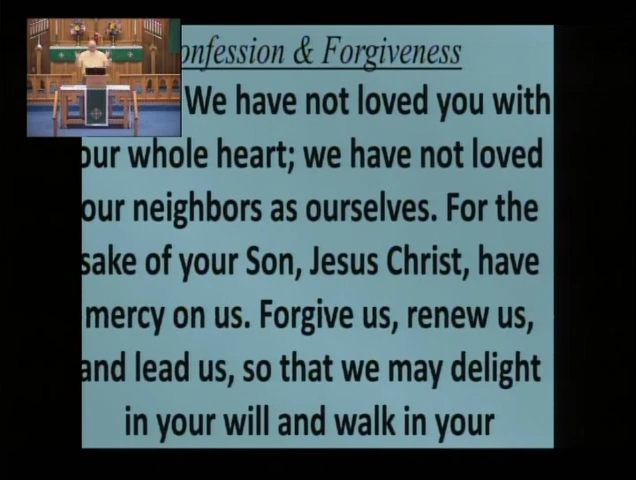 onfession & Forgiveness
We have not loved you with
our whole heart; we have not loved
our neighbors as ourselves. For the
sake of your Son, Jesus Christ, have
mercy on us. Forgive us, renew us,
and lead us, so that we may delight
in your will and walk in your